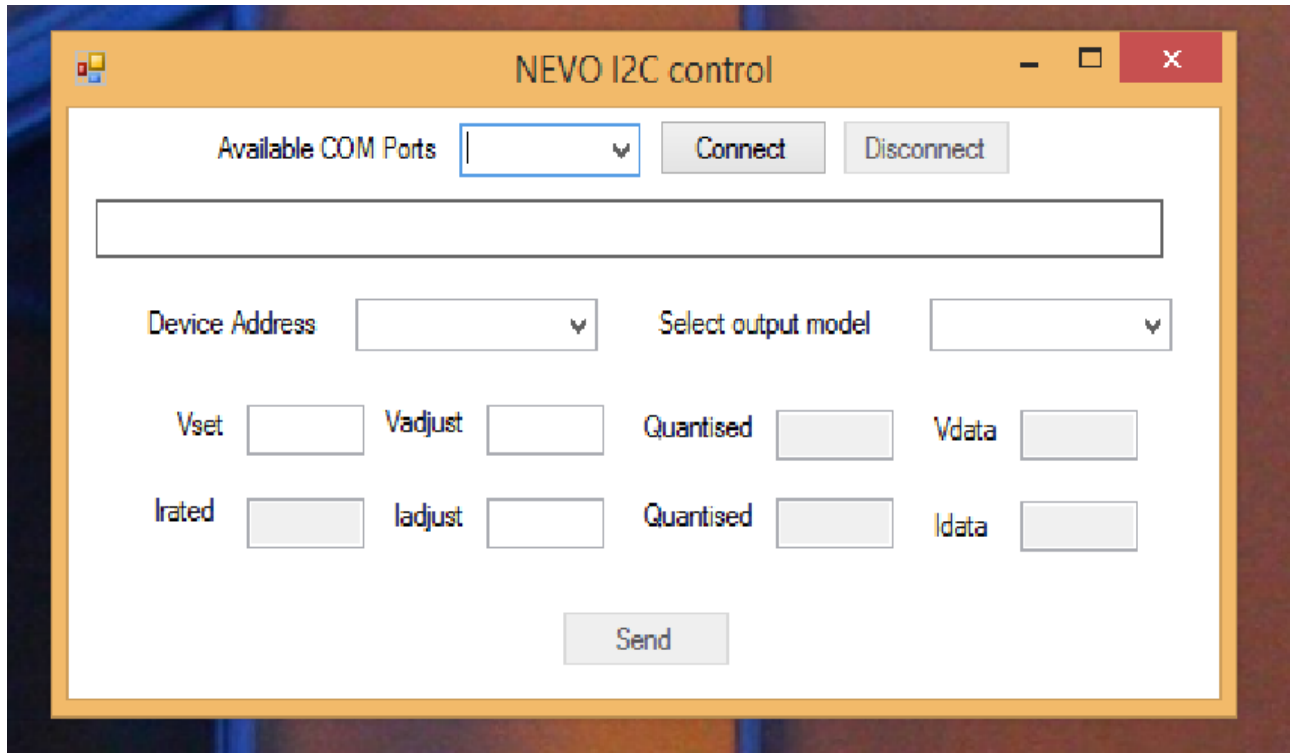 NEVO I2C control
Available COM Ports Connect Disconnect
Device Address Select output model
Vset Vadjust Quantised Vdata
Irated Iadjust Quantised Idata
Send